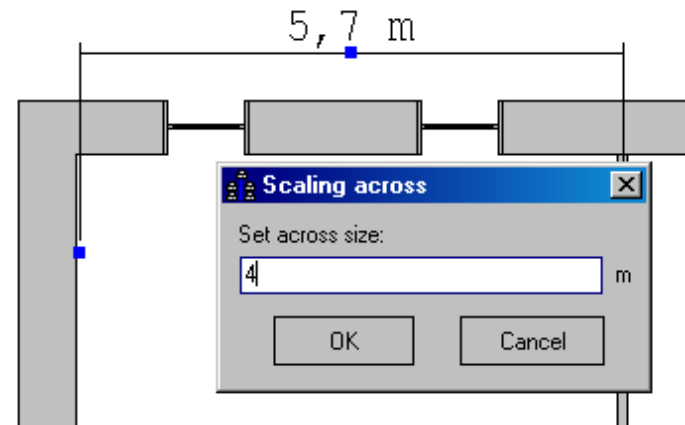 5,7 m
Scaling across
Set across size:
4 m
OK Cancel